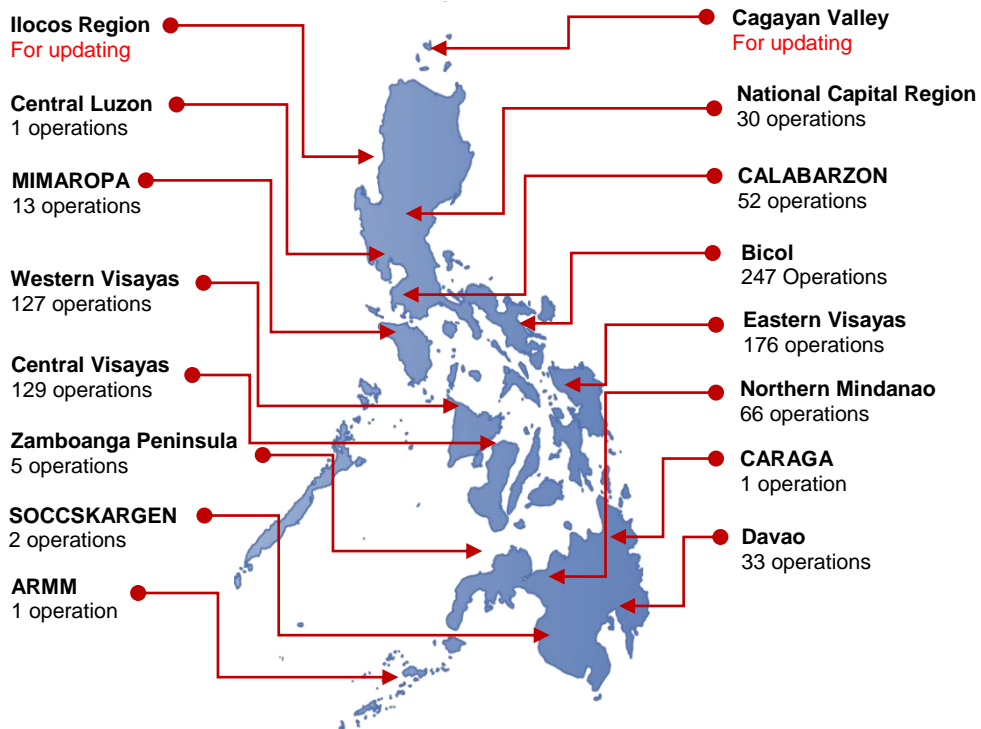 Ilocos Region
For updating
Central Luzon
1 operations
MIMAROPA
13 operations
Western Visayas
127 operations
Central Visayas
129 operations
Zamboanga Peninsula
5 operations
SOCCSKARGEN
2 operations
ARMM
1 operation
Cagayan Valley
For updating
National Capital Region
30 operations
CALABARZON
52 operations
Bicol
247 Operations
Eastern Visayas
176 operations
Northern Mindanao
66 operations
CARAGA
1 operation
Davao
33 operations